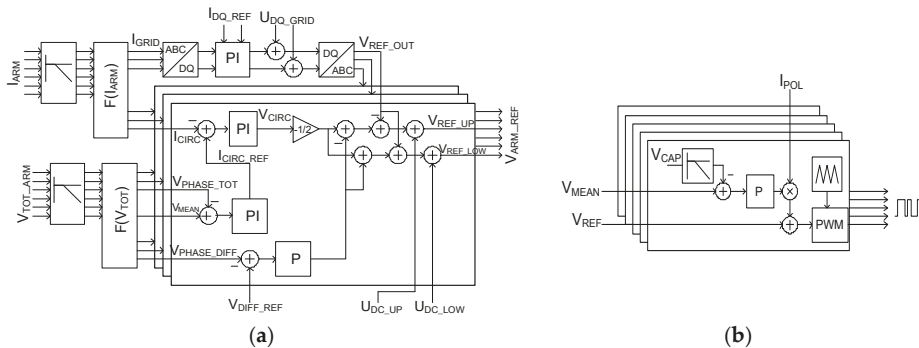 I_DQ_REF
U_DQ_GRID
I_GRID
ABC
DQ
PI
DQ
ABC
V_REF_OUT
I_ARM
F(I_ARM)
I_CIRC
PI
V_CIRC
-1/2
V_REF_UP
V_REF_LOW
V_ARM_REF
I_CIRC_REF
V_TOT_ARM
F(V_TOT)
V_PHASE_TOT
V_MEAN
PI
V_PHASE_DIFF
P
V_DIFF_REF
U_DC_UP
U_DC_LOW
(a)
I_POL
V_CAP
V_MEAN
P
V_REF
PWM
(b)